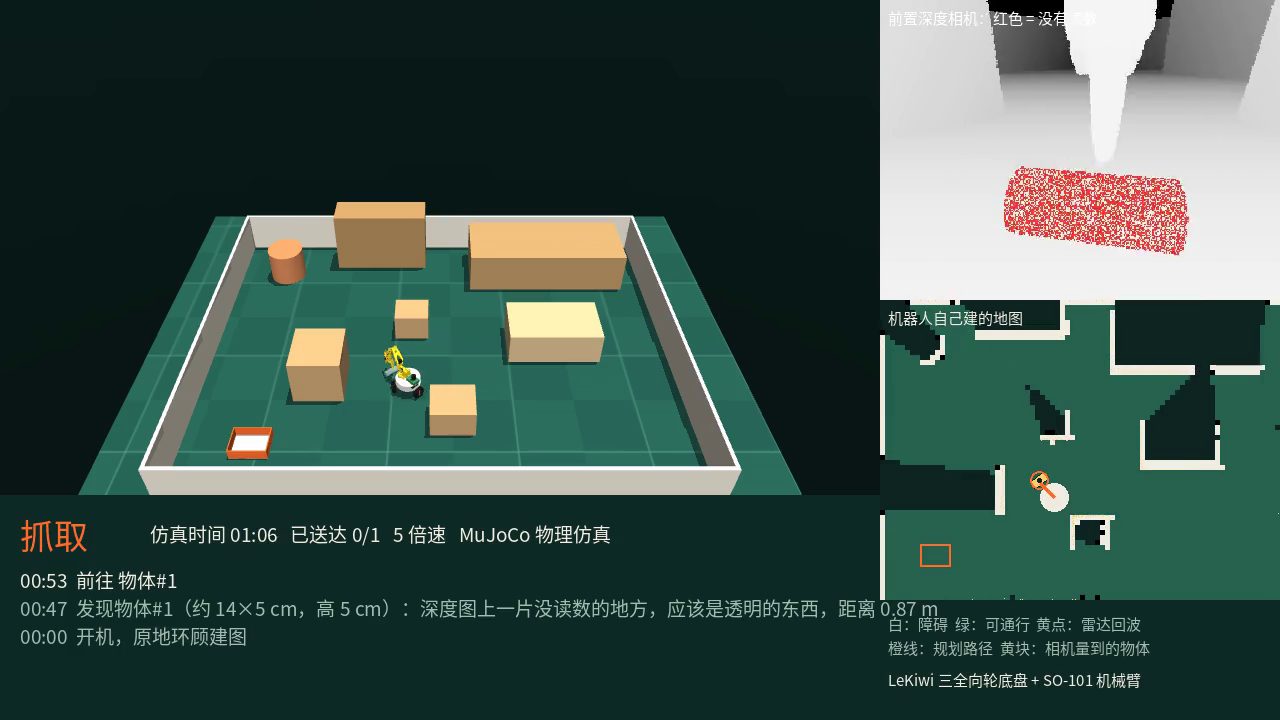 前置深度相机：红色 = 没有读数
机器人自己建的地图
抓取
仿真时间 01:06 已送达 0/1 5 倍速 MuJoCo 物理仿真
00:53 前往 物体#1
00:47 发现物体#1（约 14×5 cm，高 5 cm）：深度图上一片没读数的地方，应该是透明的东西，距离 0.87 m
00:00 开机，原地环顾建图
白：障碍 绿：可通行 黄点：雷达回波
橙线：规划路径 黄块：相机量到的物体
LeKiwi 三全向轮底盘 + SO-101 机械臂